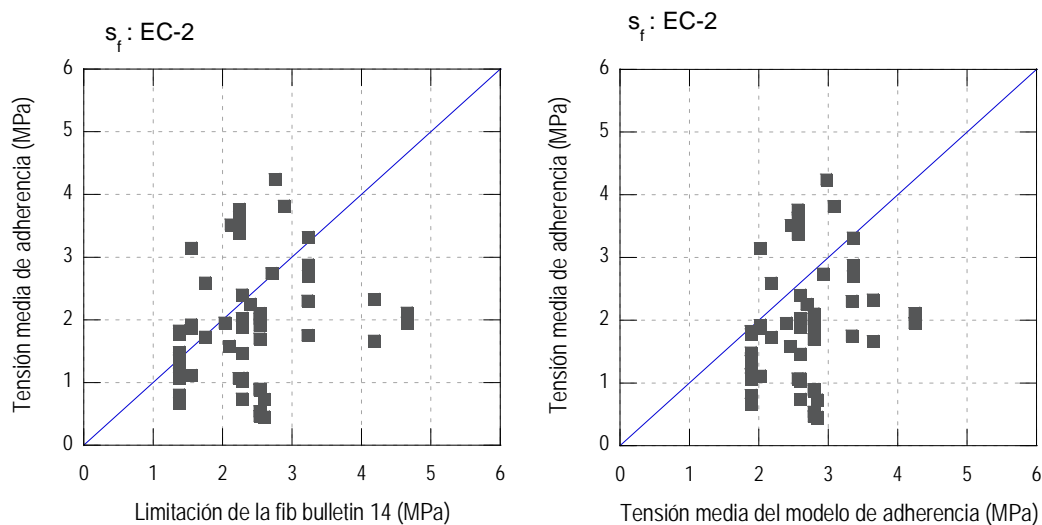 s_f : EC-2
6
5
4
3
2
1
0
0 1 2 3 4 5 6
Tensión media de adherencia (MPa)
Limitación de la fib bulletin 14 (MPa)
s_f : EC-2
6
5
4
3
2
1
0
0 1 2 3 4 5 6
Tensión media de adherencia (MPa)
Tensión media del modelo de adherencia (MPa)